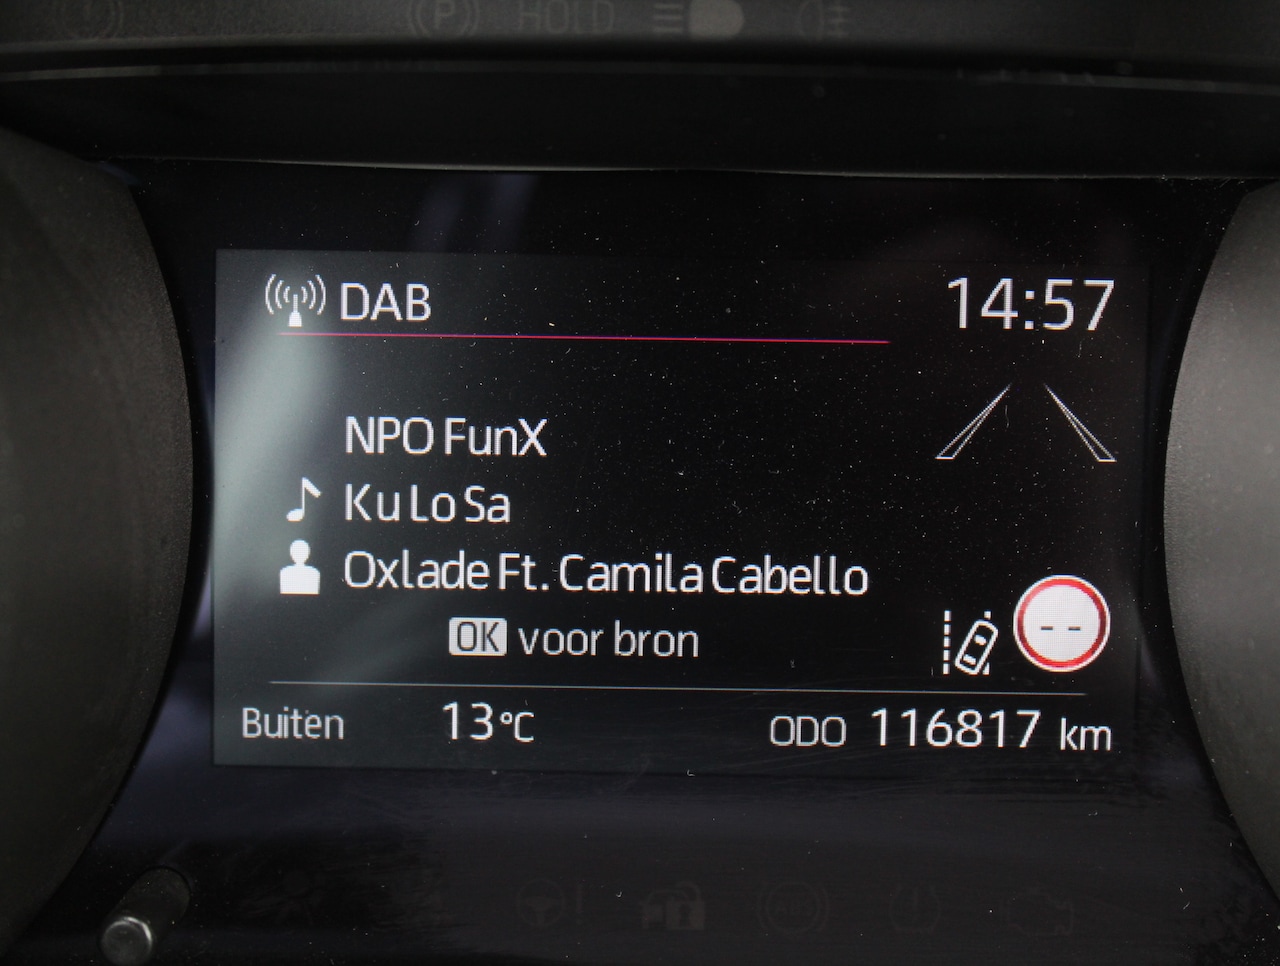 HOLD
DAB 14:57
NPO FunX
Ku Lo Sa
Oxlade Ft. Camila Cabello
OK voor bron
- -
Buiten 13°C ODO 116817 km